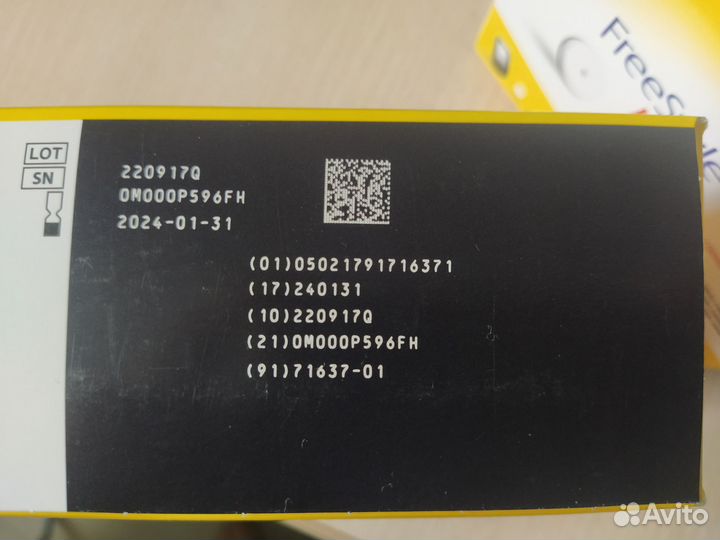 FreeStyle
LOT
SN
220917Q
0M000P596FH
2024-01-31
(01)05021791716371
(17)240131
(10)220917Q
(21)0M000P596FH
(91)71637-01
Avito